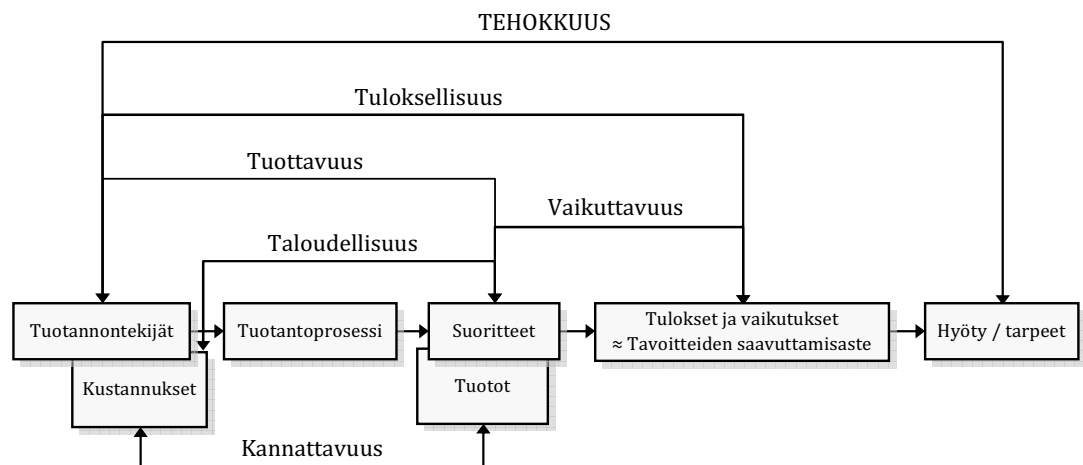 TEHOKKUUS
Tuloksellisuus
Tuottavuus
Vaikuttavuus
Taloudellisuus
Tuotannontekijät
Tuotantoprosessi
Suoritteet
Tulokset ja vaikutukset
≈ Tavoitteiden saavuttamisaste
Hyöty / tarpeet
Kustannukset
Tuotot
Kannattavuus